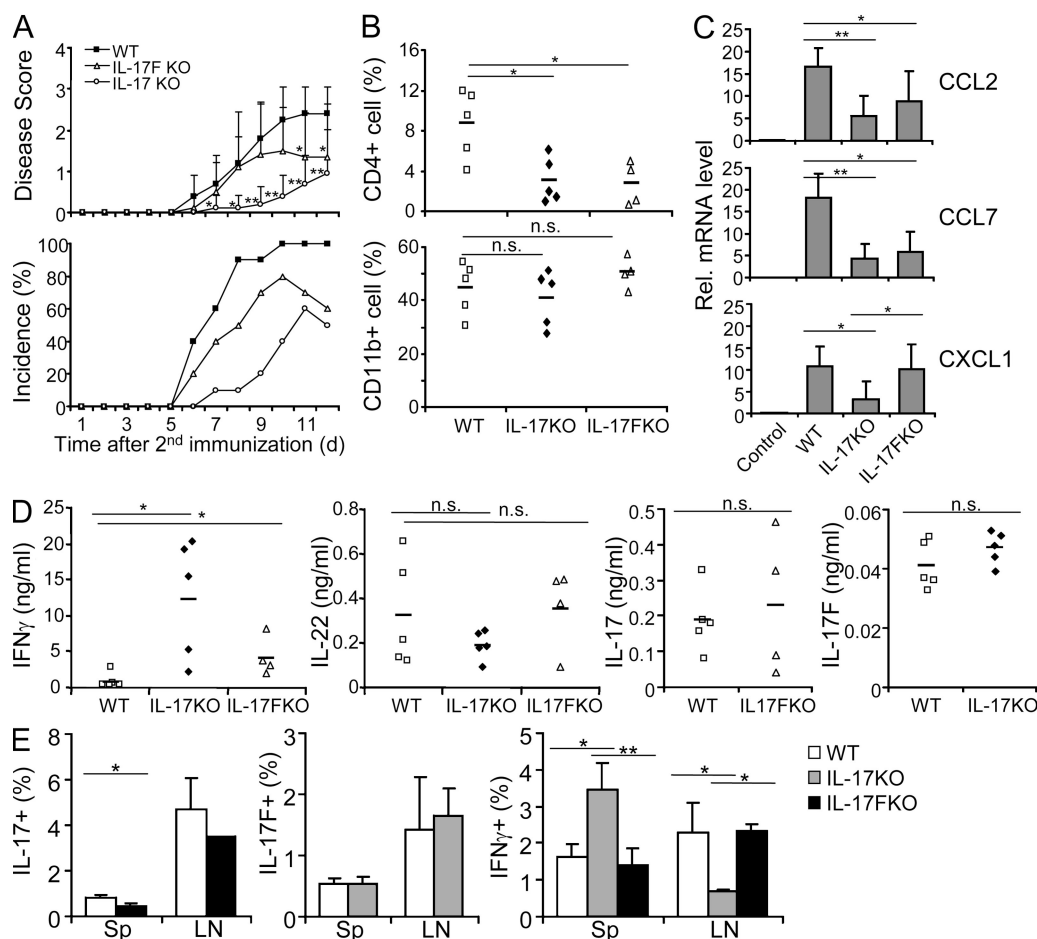 A
WT
IL-17F KO
IL-17 KO
Disease Score
4
3
2
1
0
* *
* * ** ** ** **
Incidence (%)
100
80
60
40
20
0
1 3 5 7 9 11
Time after 2nd immunization (d)
B
CD4+ cell (%)
16
12
8
4
0
*
*
CD11b+ cell (%)
60
40
20
0
n.s.
n.s.
WT IL-17KO IL-17FKO
C
Rel. mRNA level
25
20
15
10
5
0
*
**
CCL2
25
20
15
10
5
0
*
**
CCL7
25
20
15
10
5
0
*
*
CXCL1
Control WT IL-17KO IL-17FKO
D
IFNγ (ng/ml)
25
20
15
10
5
0
*
*
WT IL-17KO IL-17FKO
IL-22 (ng/ml)
0.8
0.6
0.4
0.2
0
n.s.
n.s.
WT IL-17KO IL17FKO
IL-17 (ng/ml)
0.5
0.4
0.3
0.2
0.1
0
n.s.
WT IL17FKO
IL-17F (ng/ml)
0.06
0.04
0.02
0
n.s.
WT IL-17KO
E
IL-17+ (%)
8
6
4
2
0
*
Sp LN
IL-17F+ (%)
3
2
1
0
Sp LN
IFNγ+ (%)
5
4
3
2
1
0
* **
* *
Sp LN
WT
IL-17KO
IL-17FKO